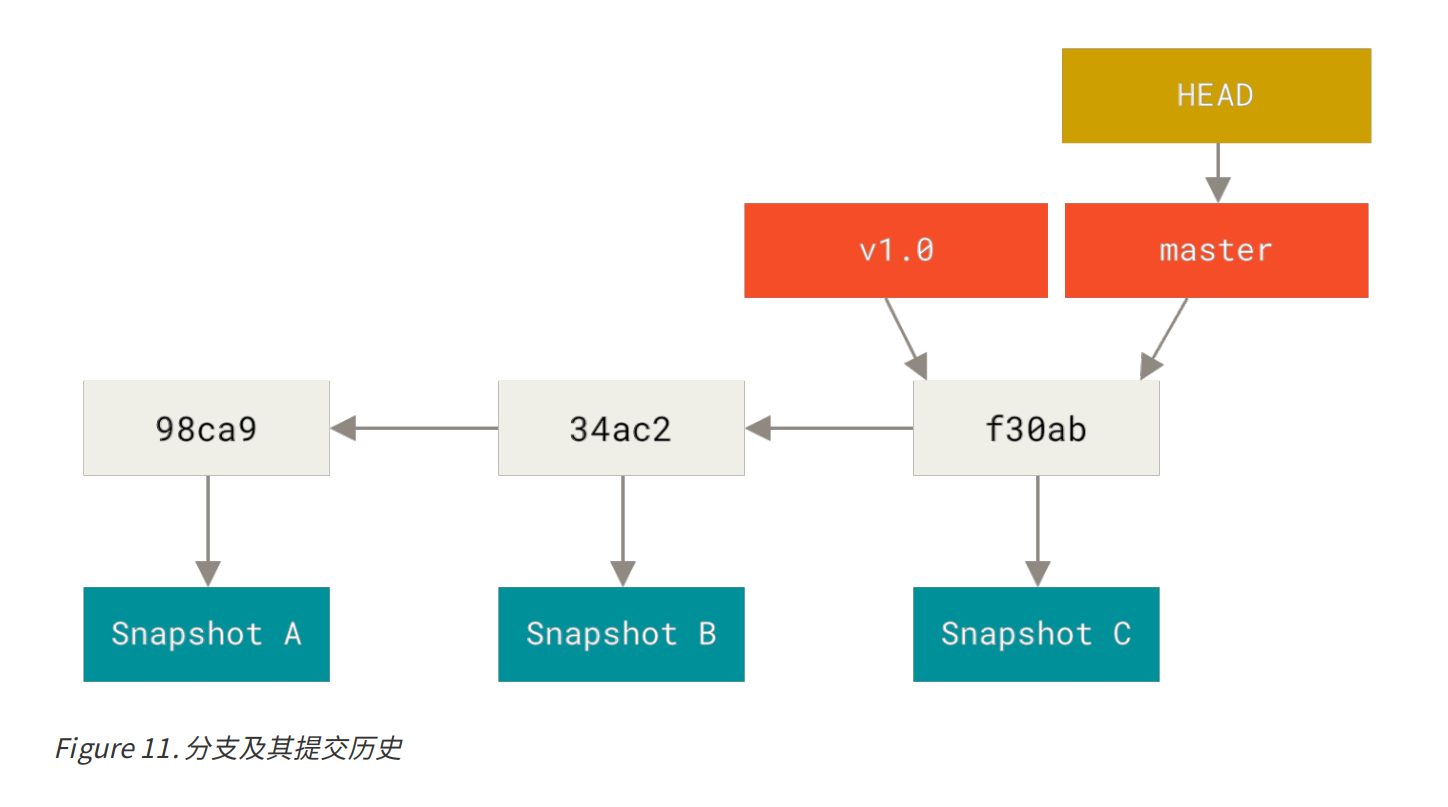 HEAD
v1.0
master
98ca9
34ac2
f30ab
Snapshot A
Snapshot B
Snapshot C
Figure 11. 分支及其提交历史